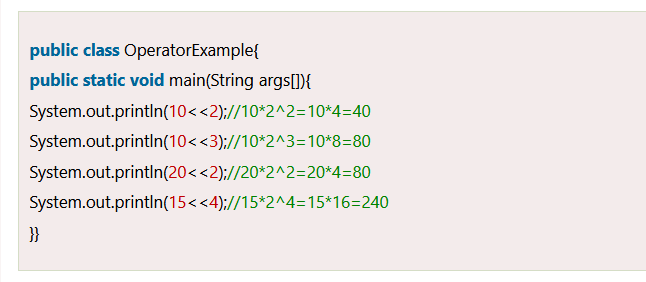 public class OperatorExample{
public static void main(String args[]){
System.out.println(10<<2);//10*2^2=10*4=40
System.out.println(10<<3);//10*2^3=10*8=80
System.out.println(20<<2);//20*2^2=20*4=80
System.out.println(15<<4);//15*2^4=15*16=240
}}